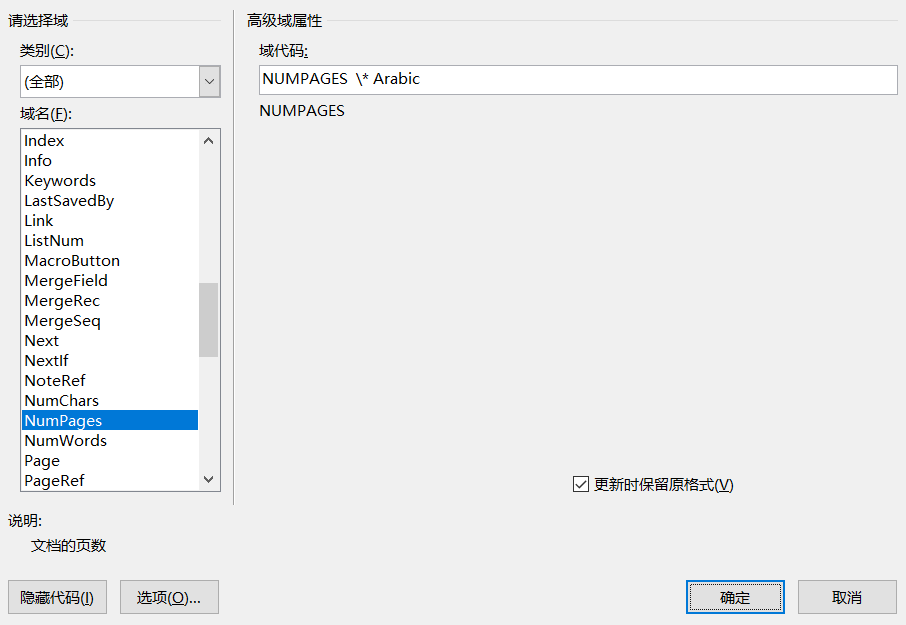 请选择域
类别(C):
(全部)
域名(F):
Index
Info
Keywords
LastSavedBy
Link
ListNum
MacroButton
MergeField
MergeRec
MergeSeq
Next
NextIf
NoteRef
NumChars
NumPages
NumWords
Page
PageRef
高级域属性
域代码:
NUMPAGES  \* Arabic
NUMPAGES
更新时保留原格式(V)
说明:
文档的页数
隐藏代码(I)
选项(O)...
确定
取消